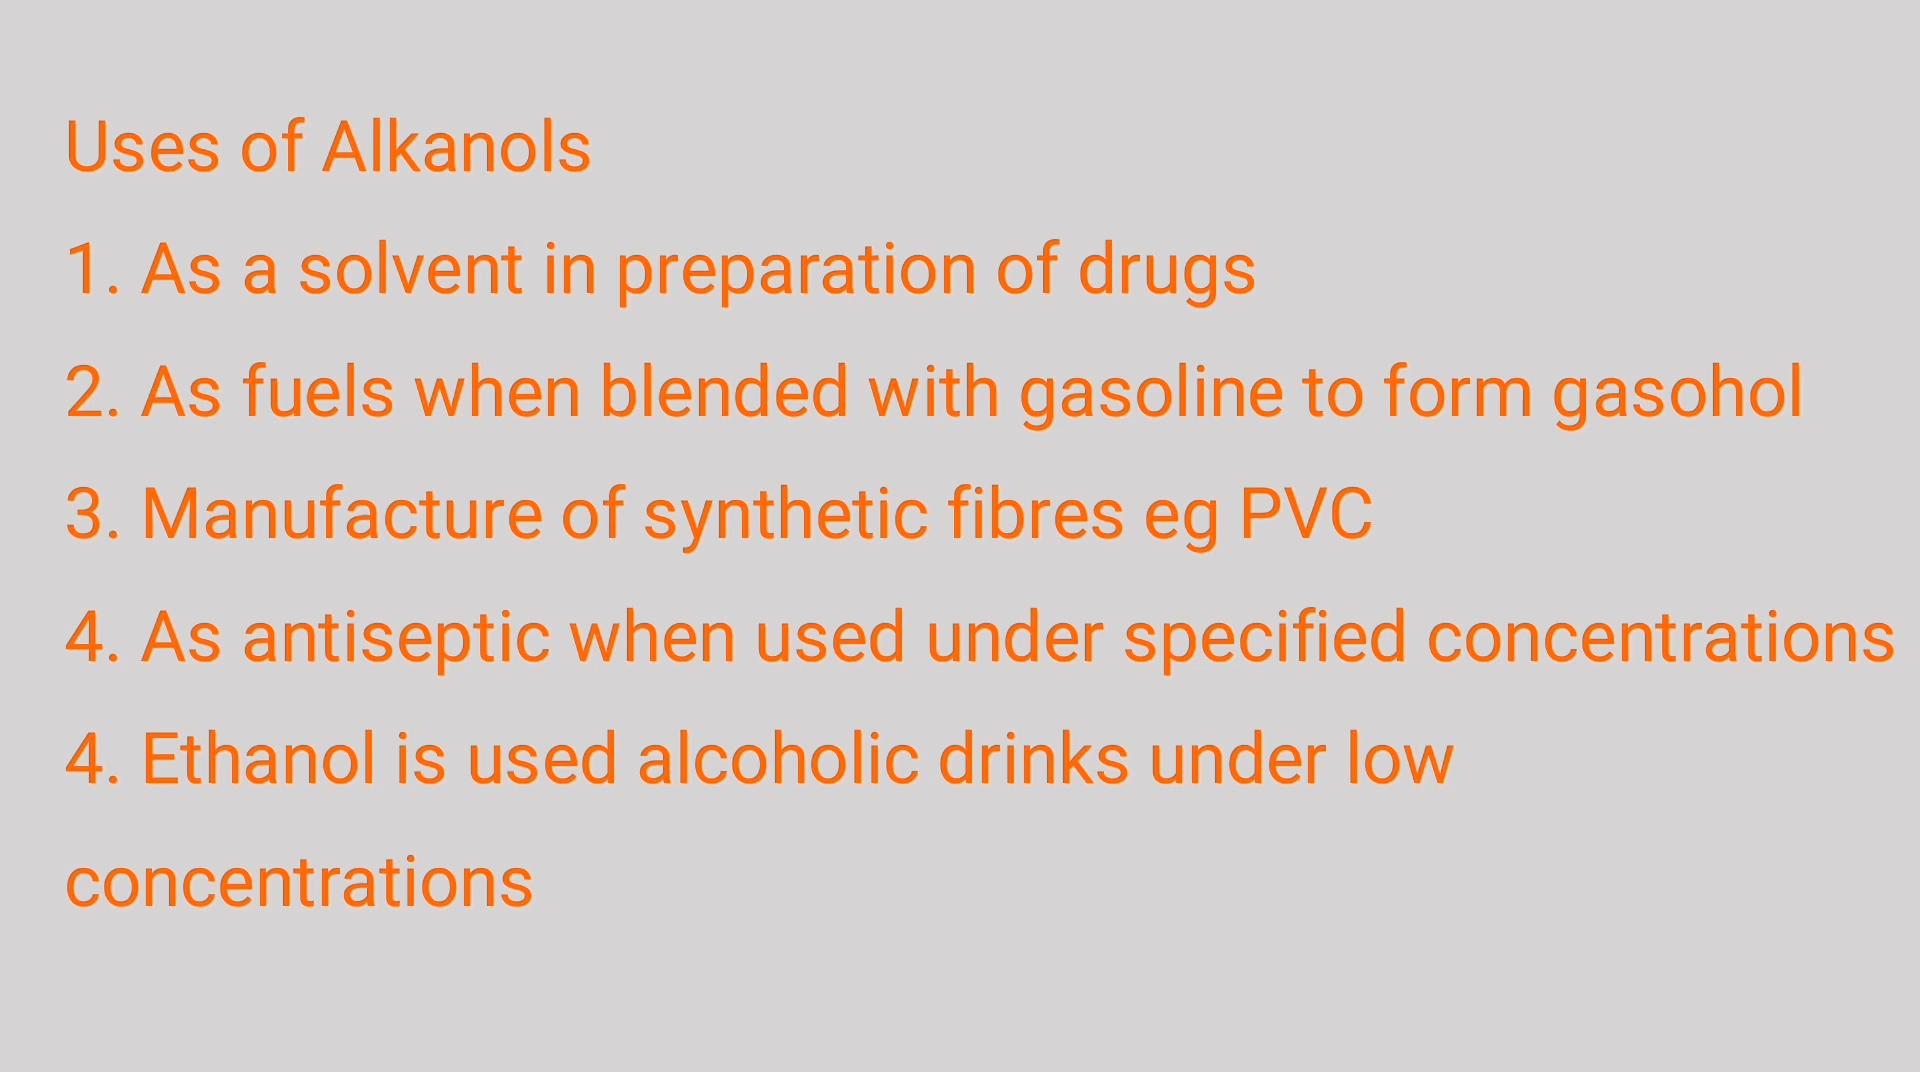 Uses of Alkanols
1. As a solvent in preparation of drugs
2. As fuels when blended with gasoline to form gasohol
3. Manufacture of synthetic fibres eg PVC
4. As antiseptic when used under specified concentrations
4. Ethanol is used alcoholic drinks under low
concentrations